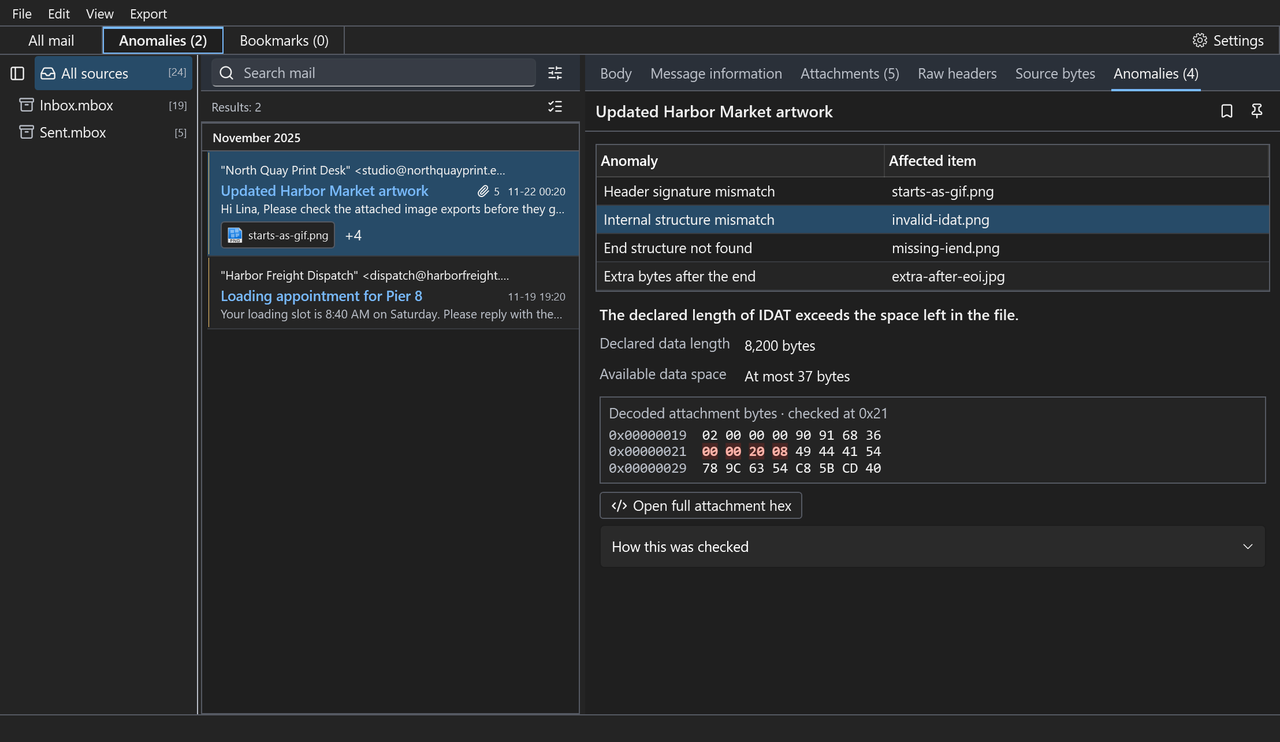 File Edit View Export
All mail Anomalies (2) Bookmarks (0) Settings
All sources [24]
Inbox.mbox [19]
Sent.mbox [5]
Search mail
Results: 2
November 2025
"North Quay Print Desk" <studio@northquayprint.e...
Updated Harbor Market artwork 5 11-22 00:20
Hi Lina, Please check the attached image exports before they g...
starts-as-gif.png +4
"Harbor Freight Dispatch" <dispatch@harborfreight....
Loading appointment for Pier 8 11-19 19:20
Your loading slot is 8:40 AM on Saturday. Please reply with the...
Body Message information Attachments (5) Raw headers Source bytes Anomalies (4)
Updated Harbor Market artwork
Anomaly Affected item
Header signature mismatch starts-as-gif.png
Internal structure mismatch invalid-idat.png
End structure not found missing-iend.png
Extra bytes after the end extra-after-eoi.jpg
The declared length of IDAT exceeds the space left in the file.
Declared data length 8,200 bytes
Available data space At most 37 bytes
Decoded attachment bytes · checked at 0x21
0x00000019 02 00 00 00 90 91 68 36
0x00000021 00 00 20 08 49 44 41 54
0x00000029 78 9C 63 54 C8 5B CD 40
</> Open full attachment hex
How this was checked